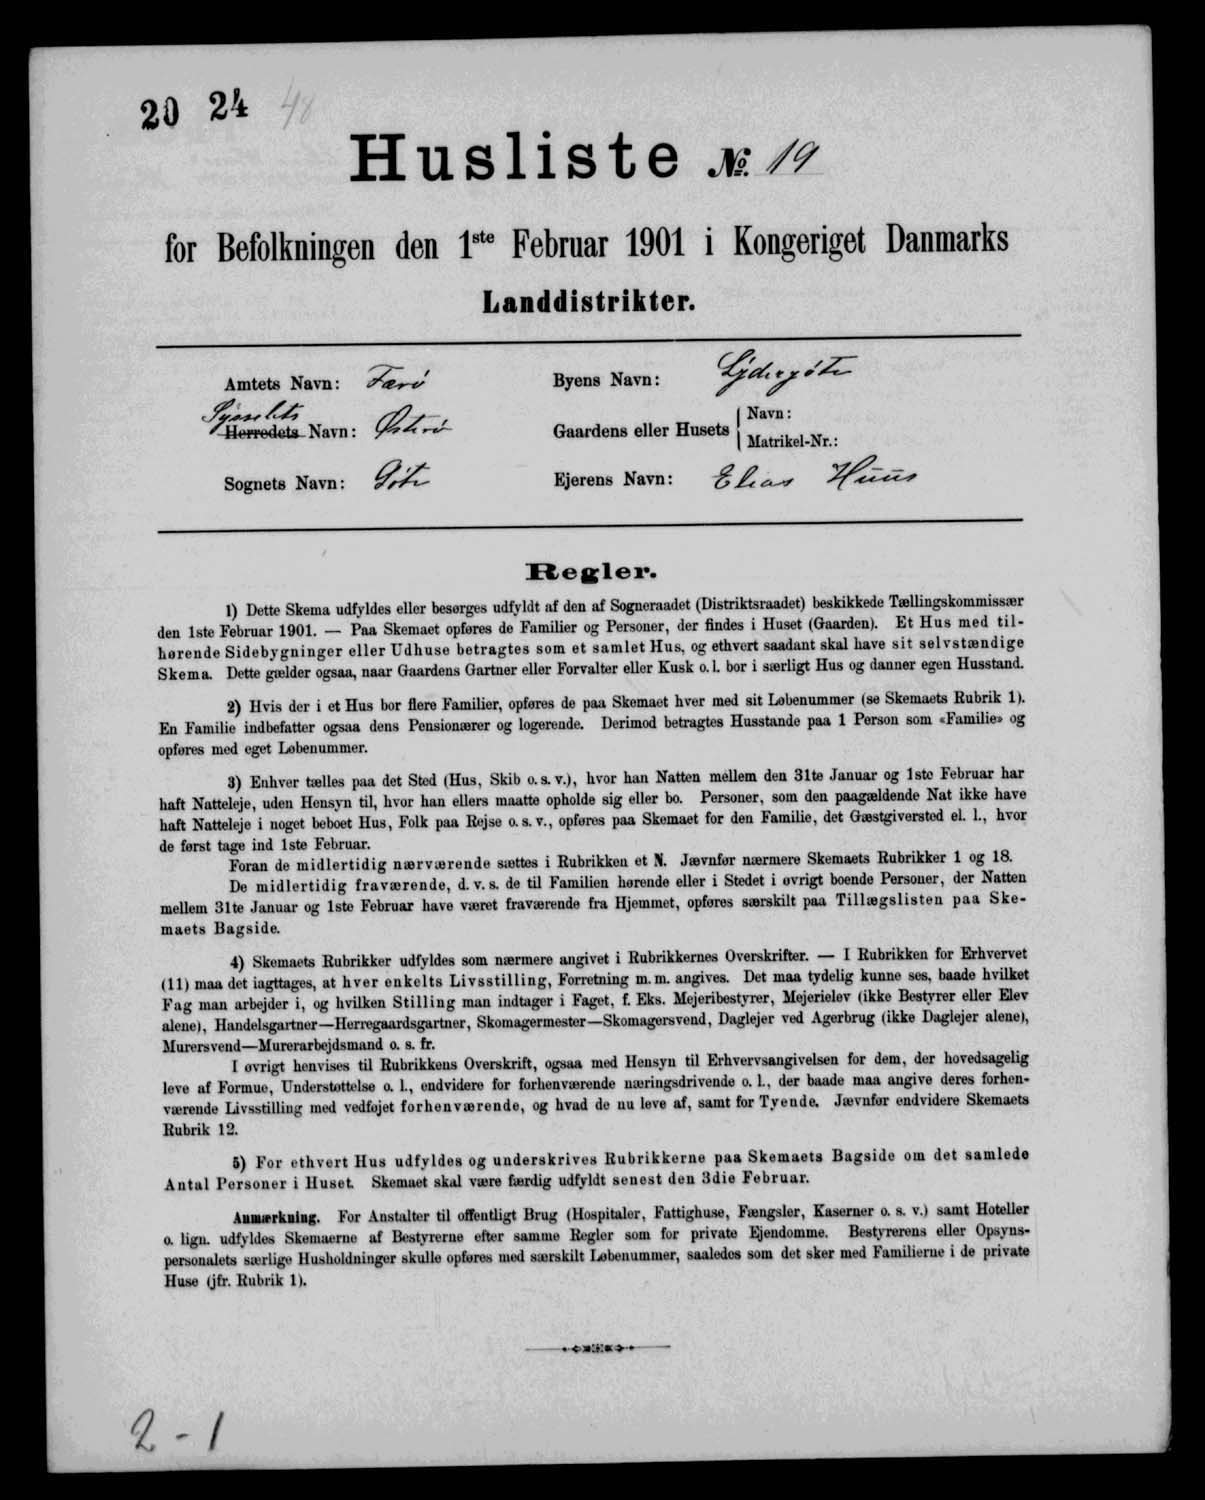 20 24 48
Husliste № 19
for Befolkningen den 1ste Februar 1901 i Kongeriget Danmarks
Landdistrikter.
Amtets Navn: Færö
Byens Navn: Sydergöte
Sysselets
Herredets Navn: Østerö
Gaardens eller Husets
Navn:
Matrikel-Nr.:
Sognets Navn: Göte
Ejerens Navn: Elias Huus
Regler.
1) Dette Skema udfyldes eller besørges udfyldt af den af Sogneraadet (Distriktsraadet) beskikkede Tællingskommissær
den 1ste Februar 1901. — Paa Skemaet opføres de Familier og Personer, der findes i Huset (Gaarden). Et Hus med til-
hørende Sidebygninger eller Udhuse betragtes som et samlet Hus, og ethvert saadant skal have sit selvstændige
Skema. Dette gælder ogsaa, naar Gaardens Gartner eller Forvalter eller Kusk o. l. bor i særligt Hus og danner egen Husstand.
2) Hvis der i et Hus bor flere Familier, opføres de paa Skemaet hver med sit Løbenummer (se Skemaets Rubrik 1).
En Familie indbefatter ogsaa dens Pensionærer og logerende. Derimod betragtes Husstande paa 1 Person som «Familie» og
opføres med eget Løbenummer.
3) Enhver tælles paa det Sted (Hus, Skib o. s. v.), hvor han Natten mellem den 31te Januar og 1ste Februar har
haft Natteleje, uden Hensyn til, hvor han ellers maatte opholde sig eller bo. Personer, som den paagældende Nat ikke have
haft Natteleje i noget beboet Hus, Folk paa Rejse o. s. v., opføres paa Skemaet for den Familie, det Gæstgiversted el. l., hvor
de først tage ind 1ste Februar.
Foran de midlertidig nærværende sættes i Rubrikken et N. Jævnfør nærmere Skemaets Rubrikker 1 og 18.
De midlertidig fraværende, d. v. s. de til Familien hørende eller i Stedet i øvrigt boende Personer, der Natten
mellem 31te Januar og 1ste Februar have været fraværende fra Hjemmet, opføres særskilt paa Tillægslisten paa Ske-
maets Bagside.
4) Skemaets Rubrikker udfyldes som nærmere angivet i Rubrikkernes Overskrifter. — I Rubrikken for Erhvervet
(11) maa det iagttages, at hver enkelts Livsstilling, Forretning m. m. angives. Det maa tydelig kunne ses, baade hvilket
Fag man arbejder i, og hvilken Stilling man indtager i Faget, f. Eks. Mejeribestyrer, Mejerielev (ikke Bestyrer eller Elev
alene), Handelsgartner—Herregaardsgartner, Skomagermester—Skomagersvend, Daglejer ved Agerbrug (ikke Daglejer alene),
Murersvend—Murerarbejdsmand o. s. fr.
I øvrigt henvises til Rubrikkens Overskrift, ogsaa med Hensyn til Erhvervsangivelsen for dem, der hovedsagelig
leve af Formue, Understøttelse o. l., endvidere for forhenværende næringsdrivende o. l., der baade maa angive deres forhen-
værende Livsstilling med vedføjet forhenværende, og hvad de nu leve af, samt for Tyende. Jævnfør endvidere Skemaets
Rubrik 12.
5) For ethvert Hus udfyldes og underskrives Rubrikkerne paa Skemaets Bagside om det samlede
Antal Personer i Huset. Skemaet skal være færdig udfyldt senest den 3die Februar.
Anmærkning. For Anstalter til offentligt Brug (Hospitaler, Fattighuse, Fængsler, Kaserner o. s. v.) samt Hoteller
o. lign. udfyldes Skemaerne af Bestyrerne efter samme Regler som for private Ejendomme. Bestyrerens eller Opsyns-
personalets særlige Husholdninger skulle opføres med særskilt Løbenummer, saaledes som det sker med Familierne i de private
Huse (jfr. Rubrik 1).
2 - 1